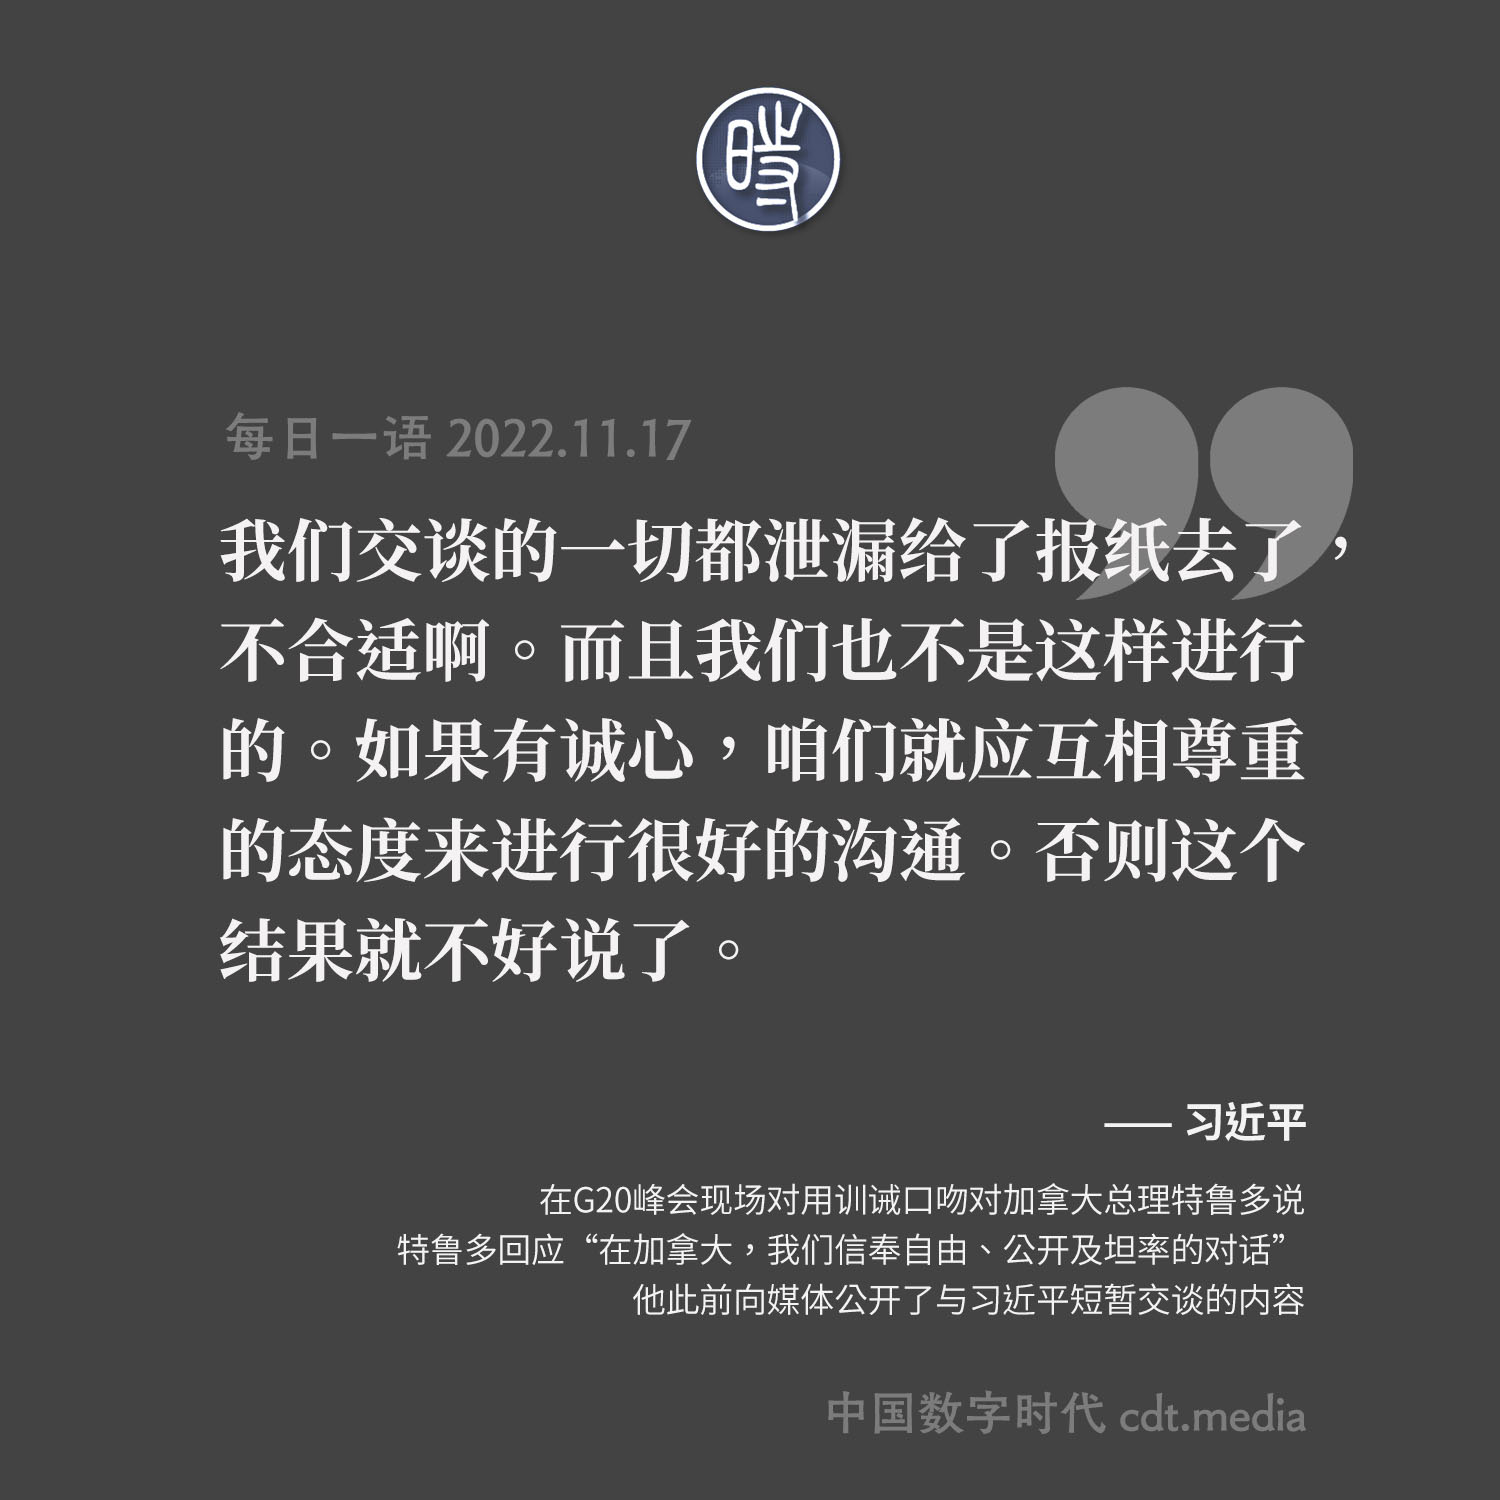 時
每日一语 2022.11.17
我们交谈的一切都泄漏给了报纸去了，
不合适啊。而且我们也不是这样进行
的。如果有诚心，咱们就应互相尊重
的态度来进行很好的沟通。否则这个
结果就不好说了。
—— 习近平
在G20峰会现场对用训诫口吻对加拿大总理特鲁多说
特鲁多回应“在加拿大，我们信奉自由、公开及坦率的对话”
他此前向媒体公开了与习近平短暂交谈的内容
中国数字时代 cdt.media